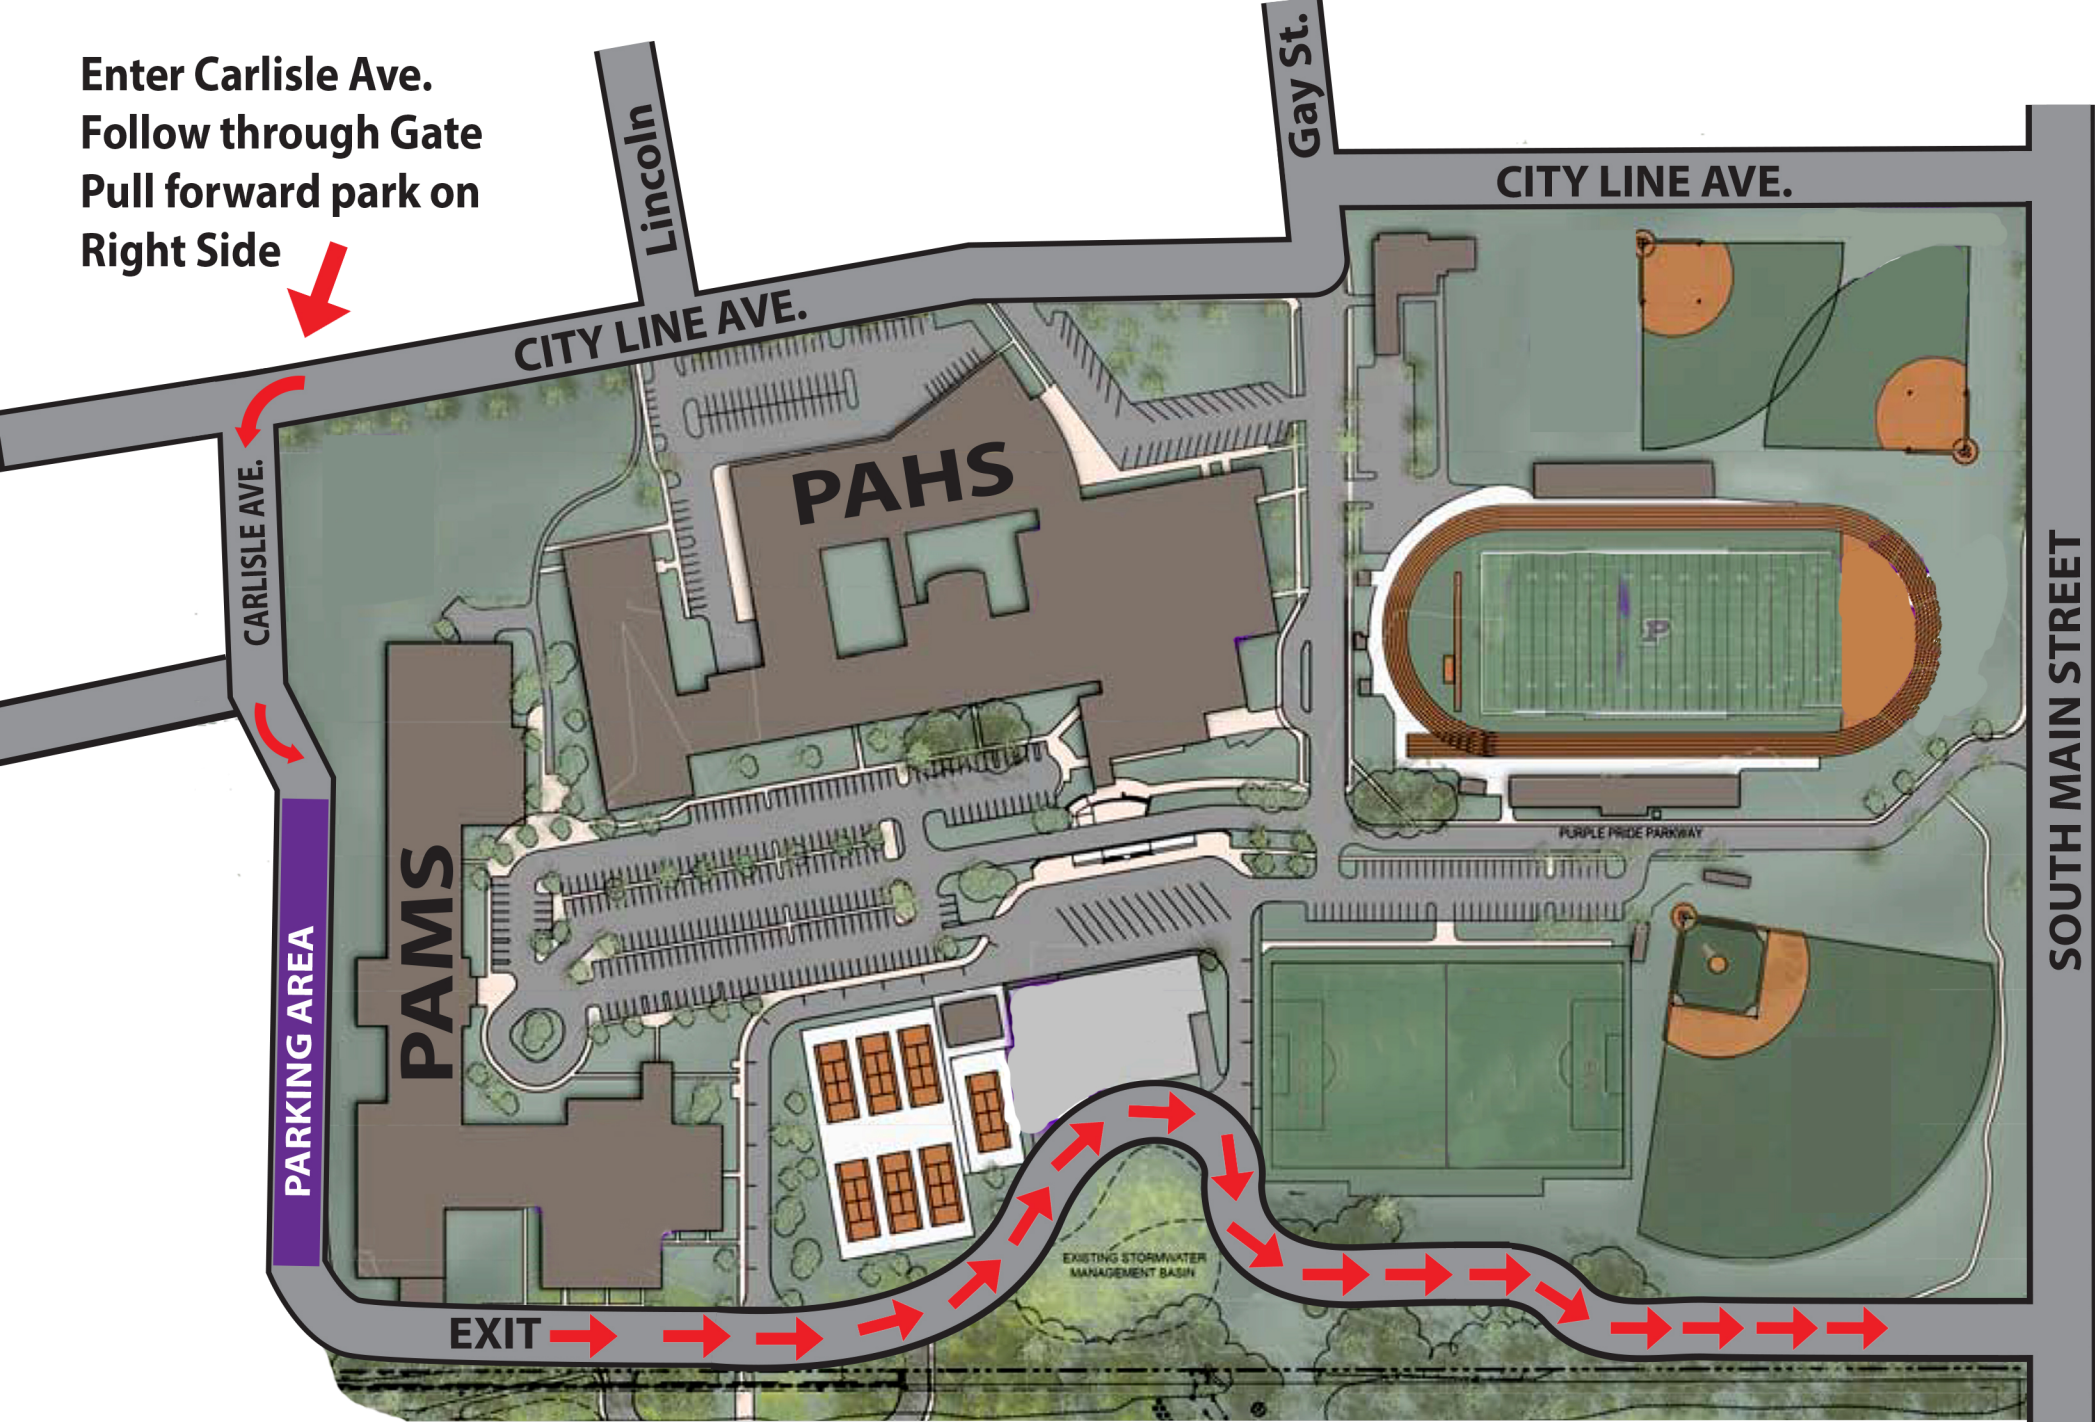 Enter Carlisle Ave.
Follow through Gate
Pull forward park on
Right Side
Lincoln
Gay St.
CITY LINE AVE.
CITY LINE AVE.
CARLISLE AVE.
PAHS
P
SOUTH MAIN STREET
PURPLE PRIDE PARKWAY
PAMS
PARKING AREA
EXISTING STORMWATER
MANAGEMENT BASIN
EXIT